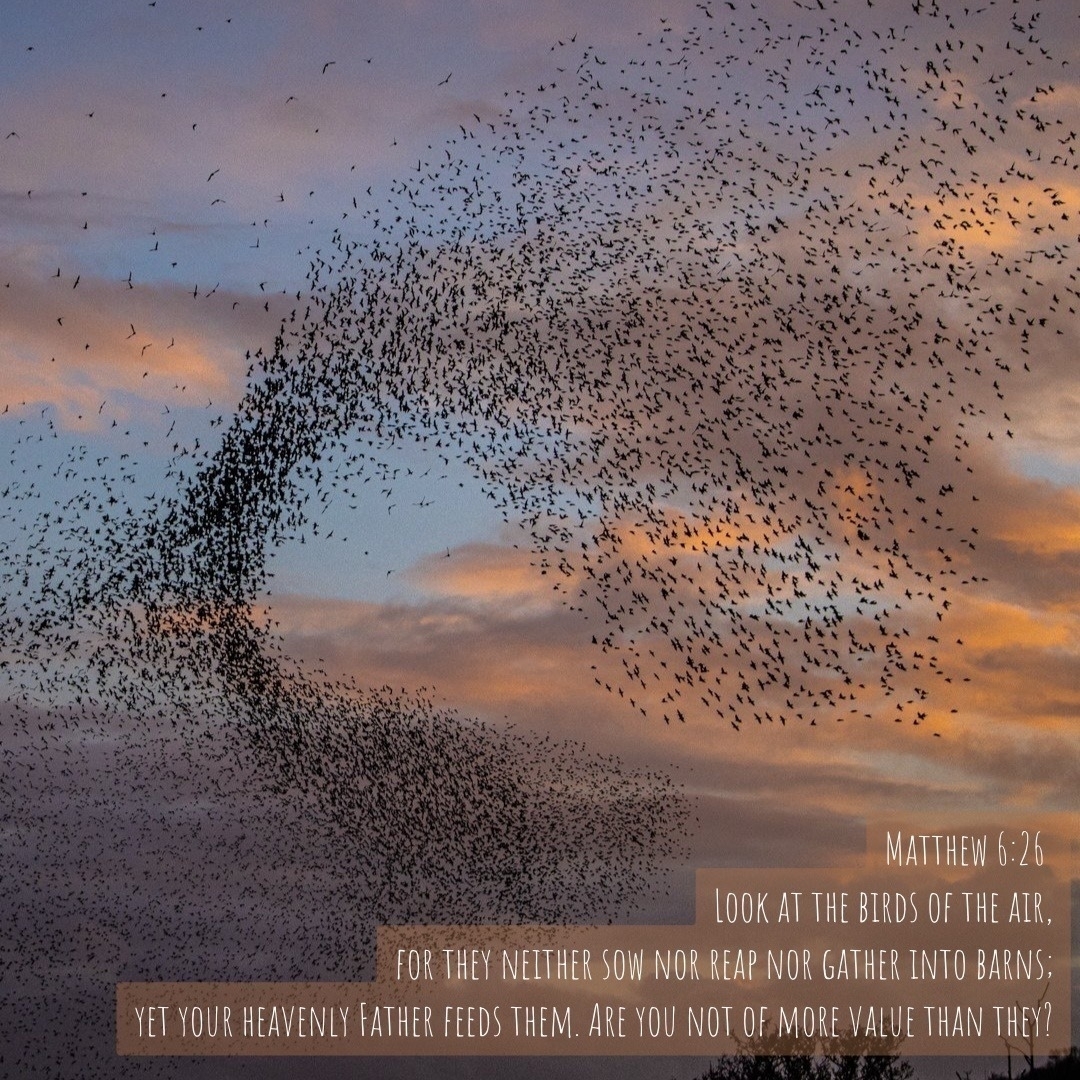 Matthew 6:26
Look at the birds of the air,
for they neither sow nor reap nor gather into barns;
yet your heavenly Father feeds them. Are you not of more value than they?